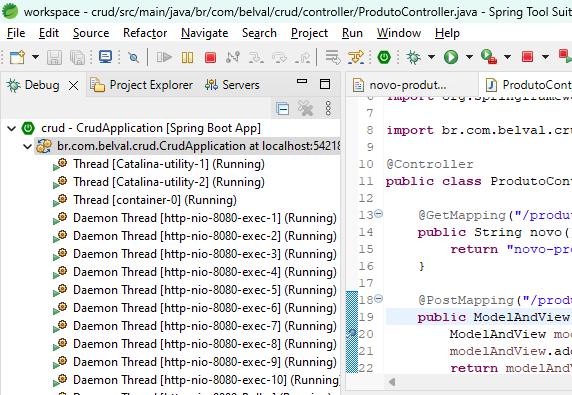 workspace - crud/src/main/java/br/com/belval/crud/controller/ProdutoController.java - Spring Tool Suit
File Edit Source Refactor Navigate Search Project Run Window Help
Debug Project Explorer Servers
novo-produt... ProdutoConto
crud - CrudApplication [Spring Boot App]
br.com.belval.crud.CrudApplication at localhost:54218
Thread [Catalina-utility-1] (Running)
Thread [Catalina-utility-2] (Running)
Thread [container-0] (Running)
Daemon Thread [http-nio-8080-exec-1] (Running)
Daemon Thread [http-nio-8080-exec-2] (Running)
Daemon Thread [http-nio-8080-exec-3] (Running)
Daemon Thread [http-nio-8080-exec-4] (Running)
Daemon Thread [http-nio-8080-exec-5] (Running)
Daemon Thread [http-nio-8080-exec-6] (Running)
Daemon Thread [http-nio-8080-exec-7] (Running)
Daemon Thread [http-nio-8080-exec-8] (Running)
Daemon Thread [http-nio-8080-exec-9] (Running)
Daemon Thread [http-nio-8080-exec-10] (Running)
7
8 import br.com.belval.cru
9
10 @Controller
11 public class ProdutoCont
12
13 @GetMapping("/produ
14 public String novo(
15 return "novo-pro
16 }
17
18 @PostMapping("/prod
19 public ModelAndView
20 ModelAndView mo
21 modelAndView.add
22 return modelAnd